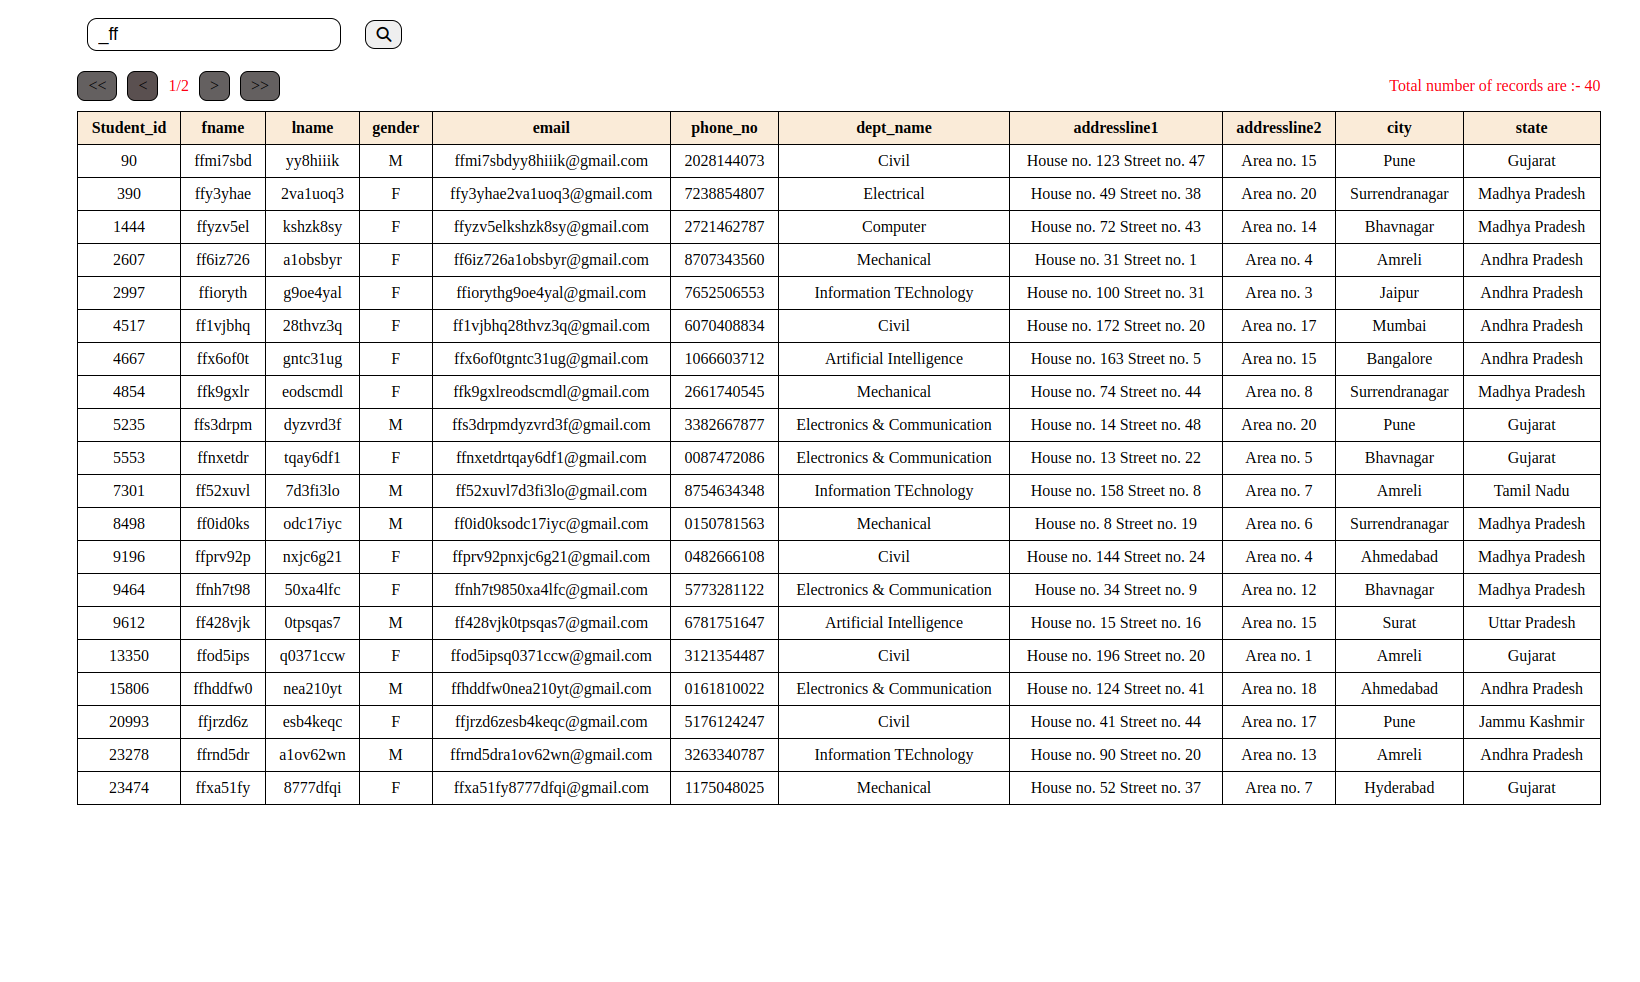 _ff
<< < 1/2 > >> Total number of records are :- 40
Student_id fname lname gender email phone_no dept_name addressline1 addressline2 city state
90 ffmi7sbd yy8hiiik M ffmi7sbdyy8hiiik@gmail.com 2028144073 Civil House no. 123 Street no. 47 Area no. 15 Pune Gujarat
390 ffy3yhae 2va1uoq3 F ffy3yhae2va1uoq3@gmail.com 7238854807 Electrical House no. 49 Street no. 38 Area no. 20 Surrendranagar Madhya Pradesh
1444 ffyzv5el kshzk8sy F ffyzv5elkshzk8sy@gmail.com 2721462787 Computer House no. 72 Street no. 43 Area no. 14 Bhavnagar Madhya Pradesh
2607 ff6iz726 a1obsbyr F ff6iz726a1obsbyr@gmail.com 8707343560 Mechanical House no. 31 Street no. 1 Area no. 4 Amreli Andhra Pradesh
2997 ffioryth g9oe4yal F ffiorythg9oe4yal@gmail.com 7652506553 Information TEchnology House no. 100 Street no. 31 Area no. 3 Jaipur Andhra Pradesh
4517 ff1vjbhq 28thvz3q F ff1vjbhq28thvz3q@gmail.com 6070408834 Civil House no. 172 Street no. 20 Area no. 17 Mumbai Andhra Pradesh
4667 ffx6of0t gntc31ug F ffx6of0tgntc31ug@gmail.com 1066603712 Artificial Intelligence House no. 163 Street no. 5 Area no. 15 Bangalore Andhra Pradesh
4854 ffk9gxlr eodscmdl F ffk9gxlreodscmdl@gmail.com 2661740545 Mechanical House no. 74 Street no. 44 Area no. 8 Surrendranagar Madhya Pradesh
5235 ffs3drpm dyzvrd3f M ffs3drpmdyzvrd3f@gmail.com 3382667877 Electronics & Communication House no. 14 Street no. 48 Area no. 20 Pune Gujarat
5553 ffnxetdr tqay6df1 F ffnxetdrtqay6df1@gmail.com 0087472086 Electronics & Communication House no. 13 Street no. 22 Area no. 5 Bhavnagar Gujarat
7301 ff52xuvl 7d3fi3lo M ff52xuvl7d3fi3lo@gmail.com 8754634348 Information TEchnology House no. 158 Street no. 8 Area no. 7 Amreli Tamil Nadu
8498 ff0id0ks odc17iyc M ff0id0ksodc17iyc@gmail.com 0150781563 Mechanical House no. 8 Street no. 19 Area no. 6 Surrendranagar Madhya Pradesh
9196 ffprv92p nxjc6g21 F ffprv92pnxjc6g21@gmail.com 0482666108 Civil House no. 144 Street no. 24 Area no. 4 Ahmedabad Madhya Pradesh
9464 ffnh7t98 50xa4lfc F ffnh7t9850xa4lfc@gmail.com 5773281122 Electronics & Communication House no. 34 Street no. 9 Area no. 12 Bhavnagar Madhya Pradesh
9612 ff428vjk 0tpsqas7 M ff428vjk0tpsqas7@gmail.com 6781751647 Artificial Intelligence House no. 15 Street no. 16 Area no. 15 Surat Uttar Pradesh
13350 ffod5ips q0371ccw F ffod5ipsq0371ccw@gmail.com 3121354487 Civil House no. 196 Street no. 20 Area no. 1 Amreli Gujarat
15806 ffhddfw0 nea210yt M ffhddfw0nea210yt@gmail.com 0161810022 Electronics & Communication House no. 124 Street no. 41 Area no. 18 Ahmedabad Andhra Pradesh
20993 ffjrzd6z esb4keqc F ffjrzd6zesb4keqc@gmail.com 5176124247 Civil House no. 41 Street no. 44 Area no. 17 Pune Jammu Kashmir
23278 ffrnd5dr a1ov62wn M ffrnd5dra1ov62wn@gmail.com 3263340787 Information TEchnology House no. 90 Street no. 20 Area no. 13 Amreli Andhra Pradesh
23474 ffxa51fy 8777dfqi F ffxa51fy8777dfqi@gmail.com 1175048025 Mechanical House no. 52 Street no. 37 Area no. 7 Hyderabad Gujarat